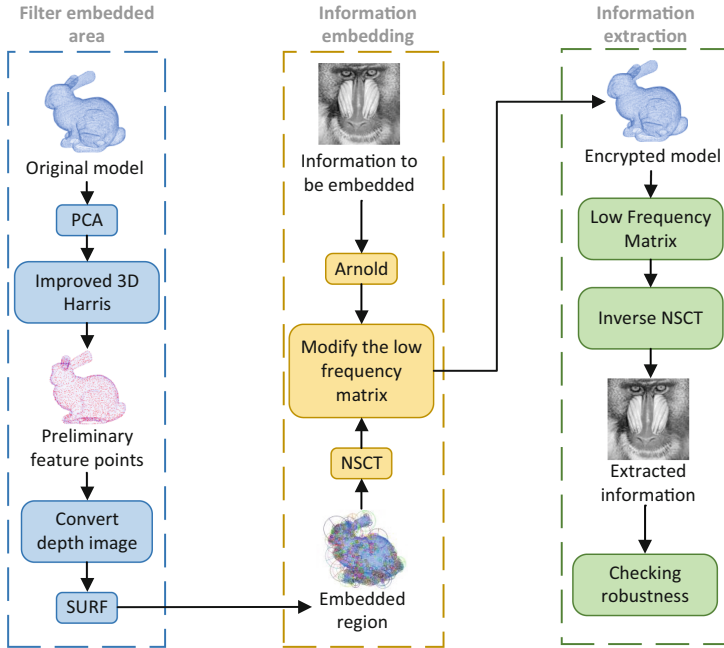 Filter embedded
area
Original model
PCA
Improved 3D
Harris
Preliminary
feature points
Convert
depth image
SURF
Information
embedding
Information to
be embedded
Arnold
Modify the low
frequency
matrix
NSCT
Embedded
region
Information
extraction
Encrypted model
Low Frequency
Matrix
Inverse NSCT
Extracted
information
Checking
robustness